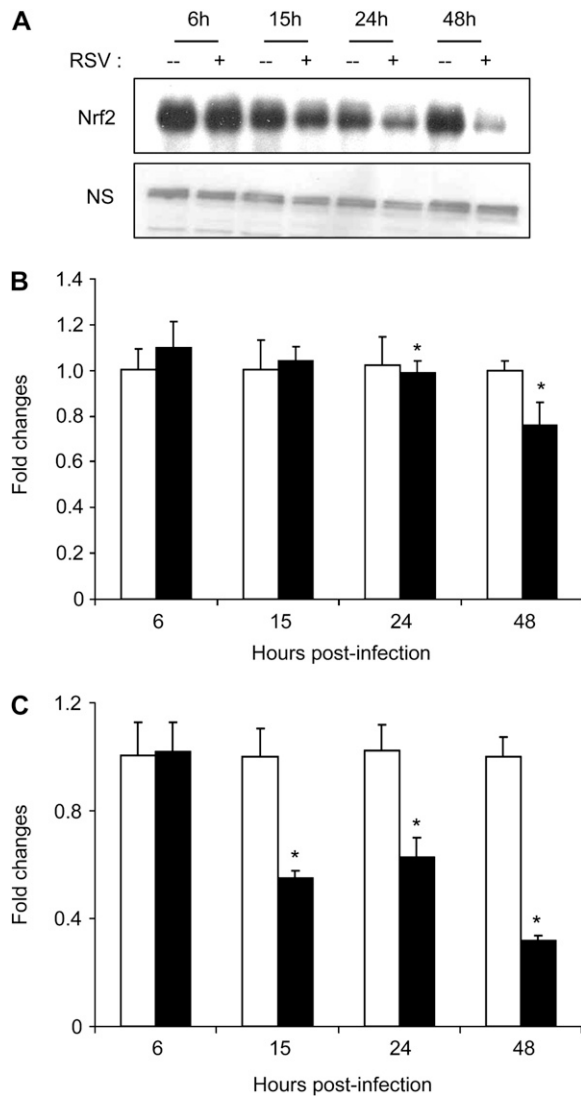 A
6h 15h 24h 48h
RSV : -- + -- + -- + -- +
Nrf2
NS
B
1.4
1.2
1.0
0.8
0.6
0.4
0.2
0
Fold changes
* *
6 15 24 48
Hours post-infection
C
1.2
0.8
0.4
0
Fold changes
* * *
6 15 24 48
Hours post-infection